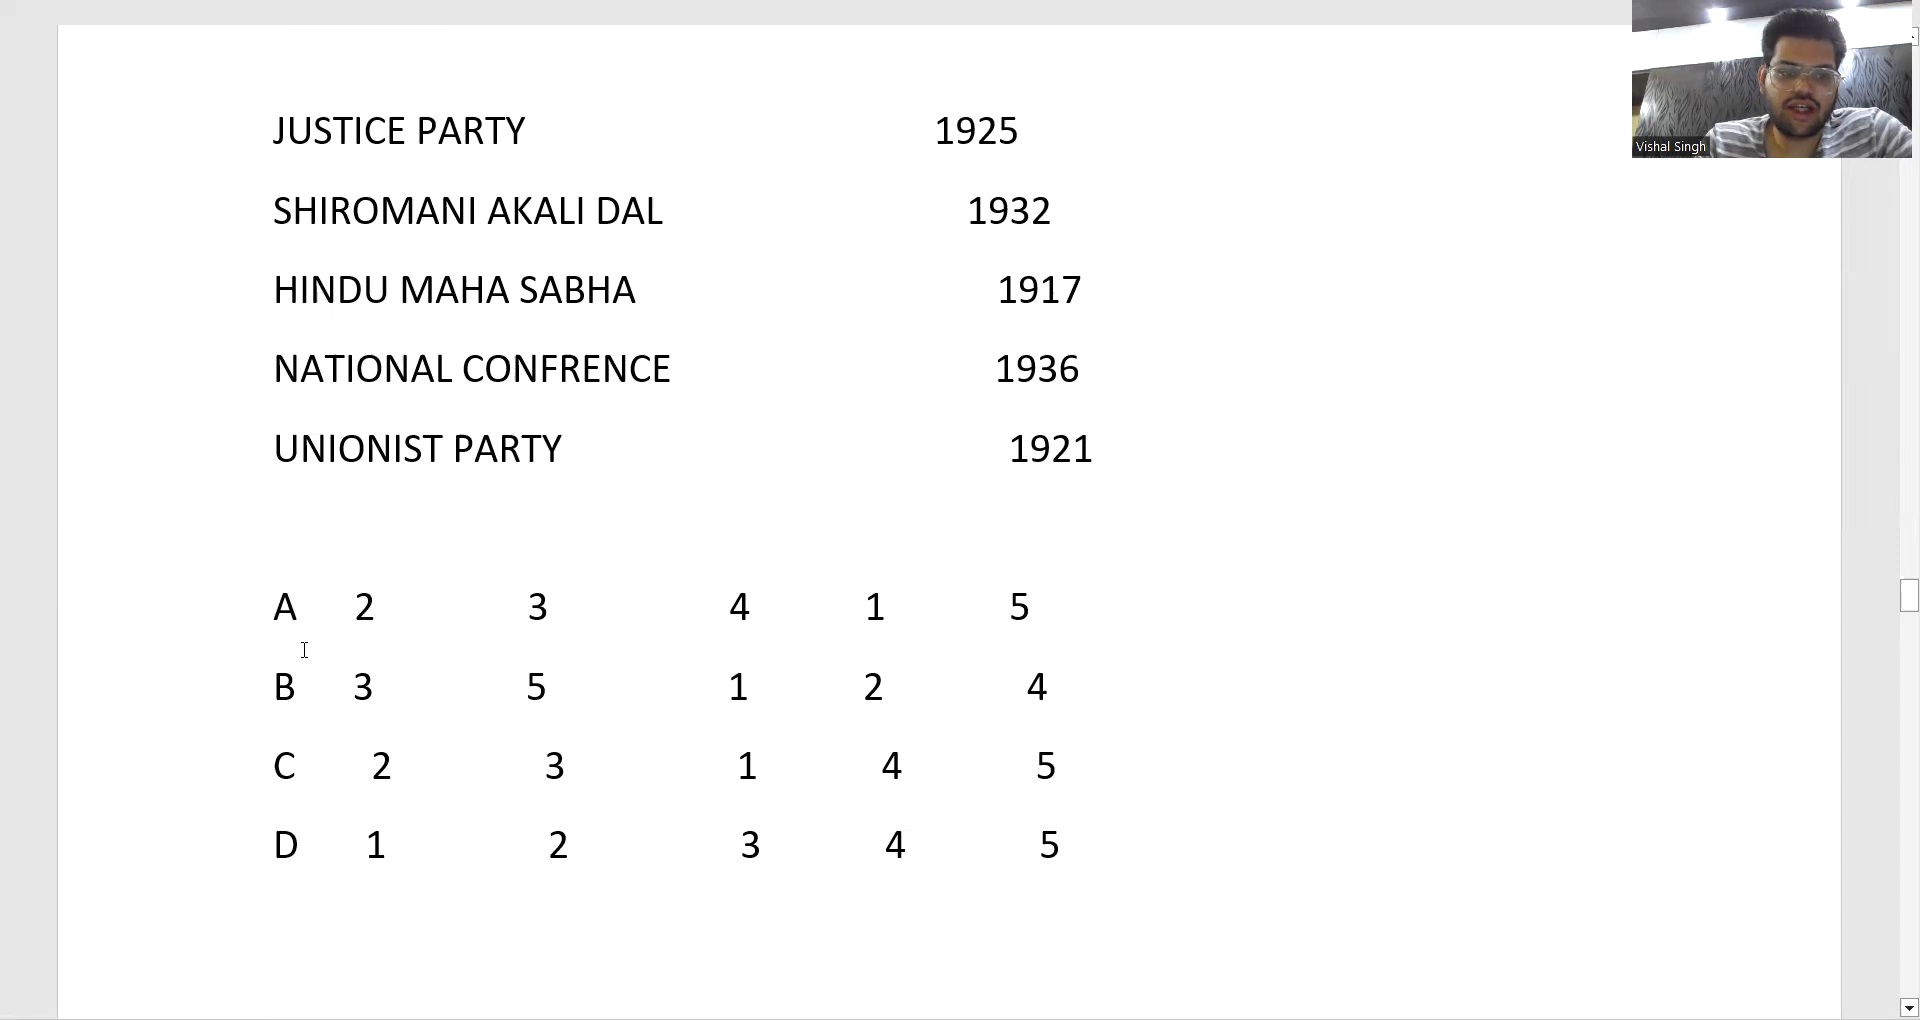 JUSTICE PARTY 1925
Vishal Singh
SHIROMANI AKALI DAL 1932
HINDU MAHA SABHA 1917
NATIONAL CONFRENCE 1936
UNIONIST PARTY 1921
A 2 3 4 1 5
B 3 5 1 2 4
C 2 3 1 4 5
D 1 2 3 4 5